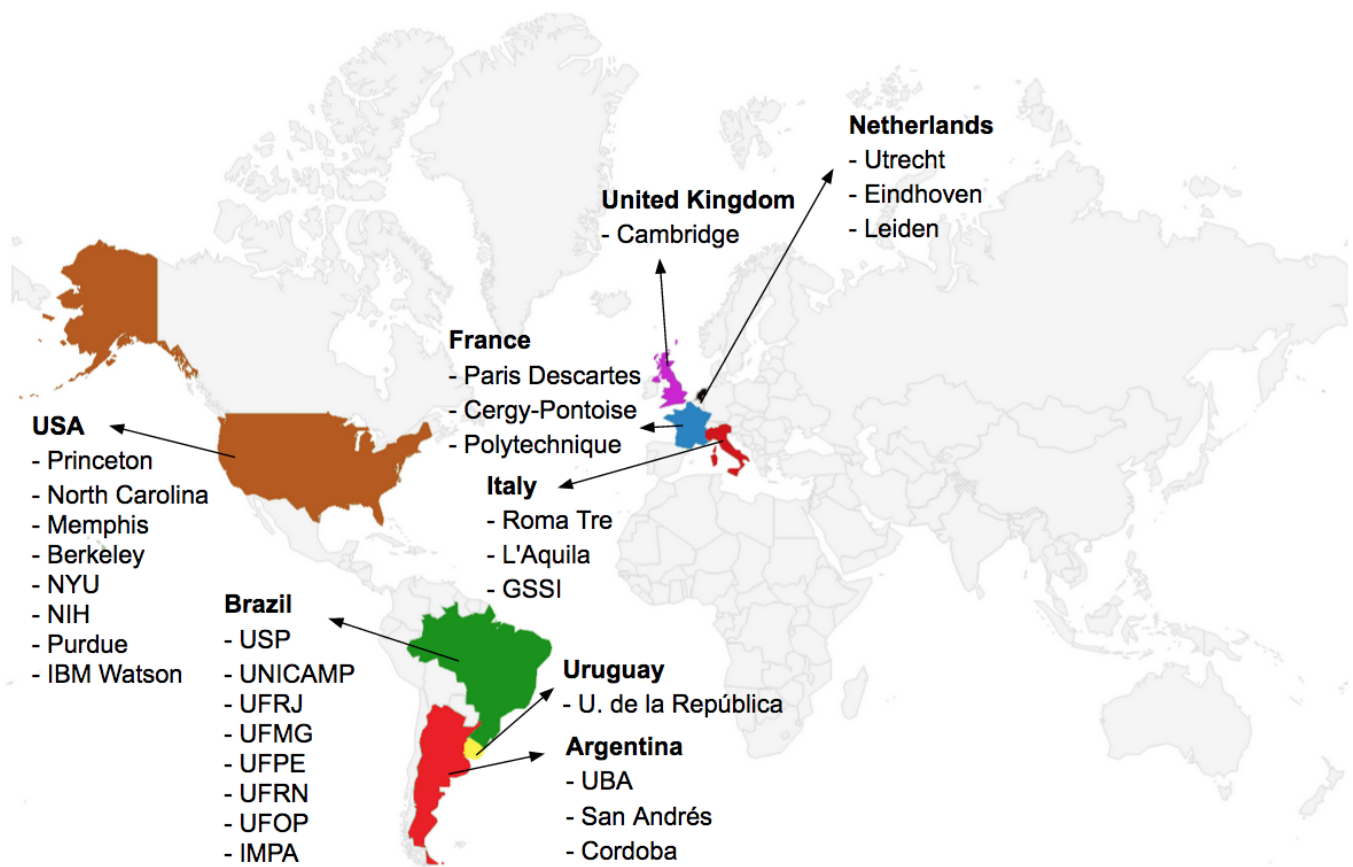 Netherlands
- Utrecht
- Eindhoven
- Leiden
United Kingdom
- Cambridge
France
- Paris Descartes
- Cergy-Pontoise
- Polytechnique
USA
- Princeton
- North Carolina
- Memphis
- Berkeley
- NYU
- NIH
- Purdue
- IBM Watson
Italy
- Roma Tre
- L'Aquila
- GSSI
Brazil
- USP
- UNICAMP
- UFRJ
- UFMG
- UFPE
- UFRN
- UFOP
- IMPA
Uruguay
- U. de la República
Argentina
- UBA
- San Andrés
- Cordoba